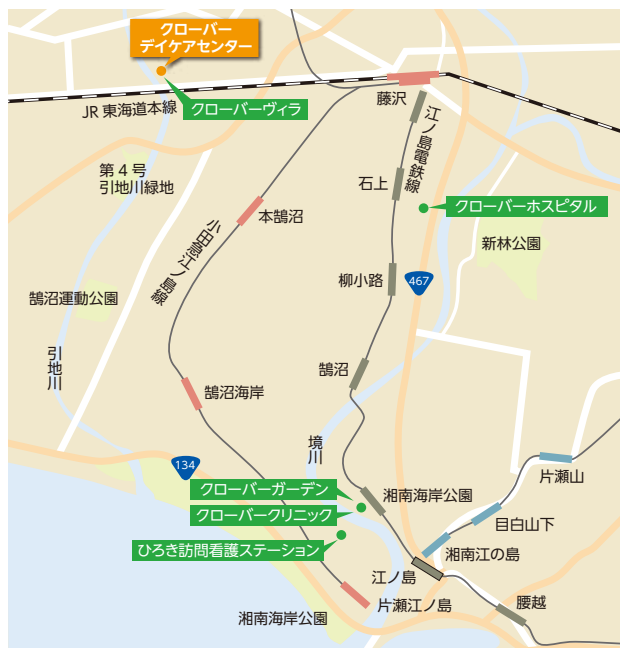 クローバー
デイケアセンター
クローバーヴィラ
JR 東海道本線
藤沢
江ノ島電鉄線
第4号
引地川緑地
石上
クローバーホスピタル
本鵠沼
小田急江ノ島線
新林公園
柳小路
467
鵠沼運動公園
引地川
鵠沼
鵠沼海岸
境川
134
片瀬山
クローバーガーデン
湘南海岸公園
クローバークリニック
目白山下
ひろき訪問看護ステーション
湘南江の島
江ノ島
片瀬江ノ島
腰越
湘南海岸公園